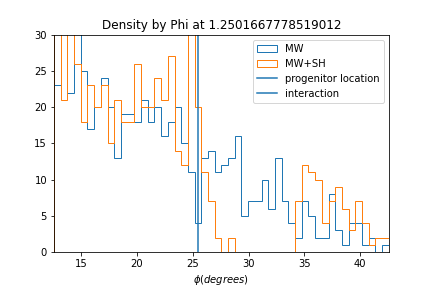 Density by Phi at 1.2501667778519012
30
25
20
15
10
5
0
MW
MW+SH
progenitor location
interaction
15 20 25 30 35 40
ϕ(degrees)